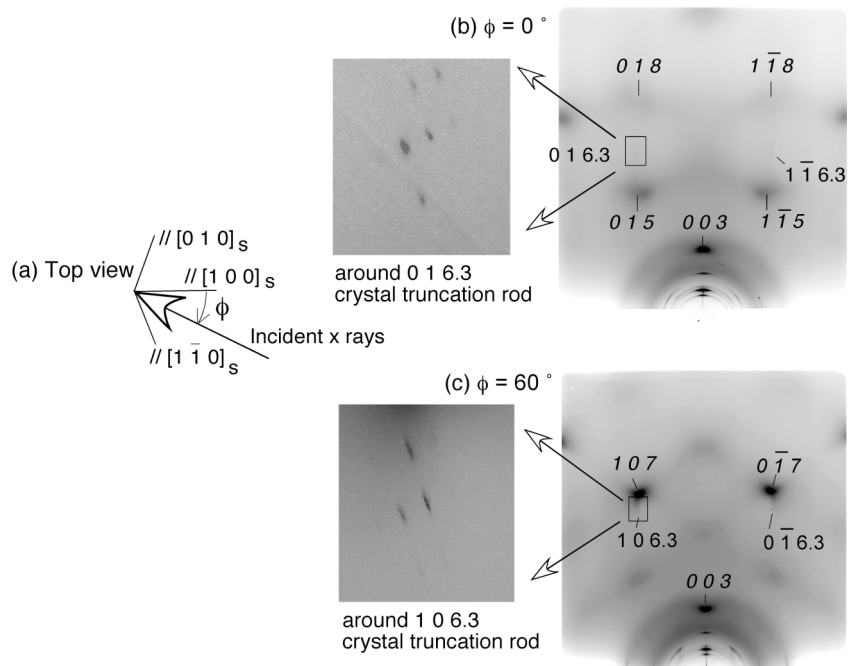 (a) Top view
// [0 1 0]s
// [1 0 0]s
ϕ
Incident x rays
// [1 1̅ 0]s
(b) ϕ = 0 °
0 1 8
1 1̅ 8
0 1 6.3
1 1̅ 6.3
0 1 5
0 0 3
1 1̅ 5
around 0 1 6.3
crystal truncation rod
(c) ϕ = 60 °
1 0 7
0 1̅ 7
1 0 6.3
0 1̅ 6.3
0 0 3
around 1 0 6.3
crystal truncation rod